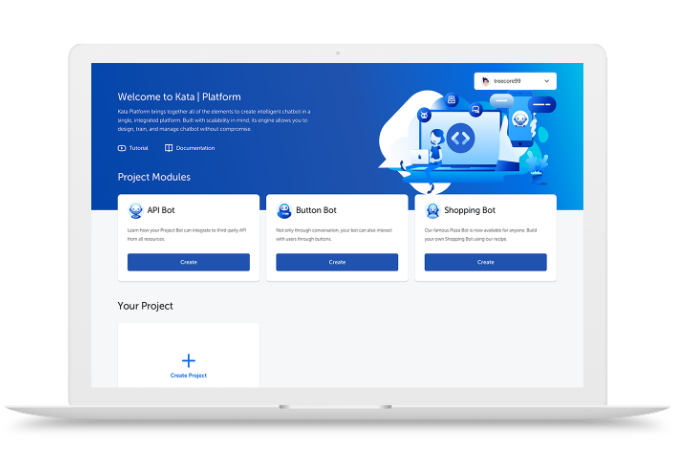 treecore99
Welcome to Kata | Platform
Kata Platform brings together all of the elements to create intelligent chatbot in a
single, integrated platform. Built with scalability in mind, its engine allows you to
design, train, and manage chatbot without compromise.
Tutorial
Documentation
Project Modules
API Bot
Learn how your Project Bot can integrate to third-party API
from all resources.
Create
Button Bot
Not only through conversation, your bot can also interact
with users through buttons.
Create
Shopping Bot
Our famous Pizza Bot is now available for anyone. Build
your own Shopping Bot using our recipe.
Create
Your Project
Create Project